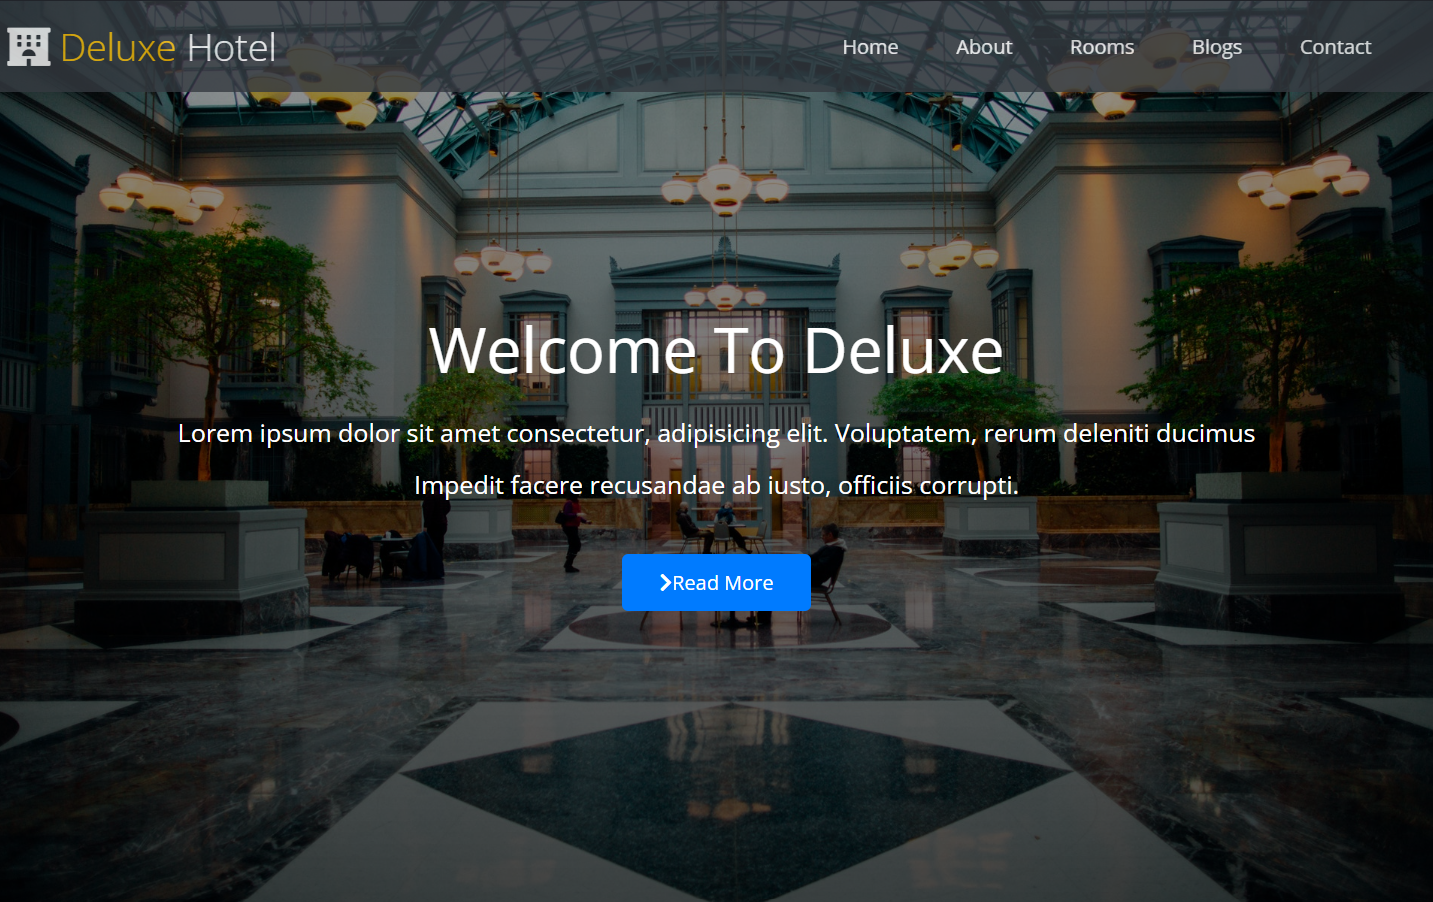 Deluxe Hotel
Home
About
Rooms
Blogs
Contact
Welcome To Deluxe
Lorem ipsum dolor sit amet consectetur, adipisicing elit. Voluptatem, rerum deleniti ducimus
Impedit facere recusandae ab iusto, officiis corrupti.
Read More